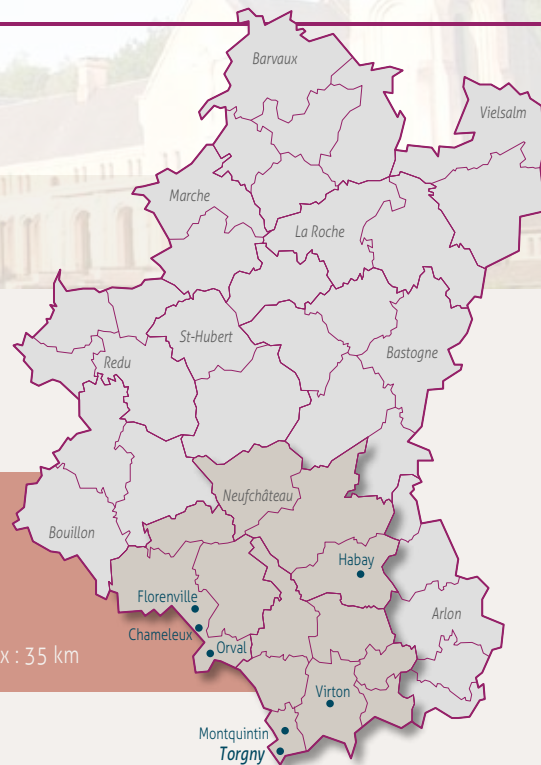 Barvaux
Vielsalm
Marche
La Roche
St-Hubert
Bastogne
Redu
Neufchâteau
Bouillon
Habay
Florenville
Arlon
Chameleux
Orval
x : 35 km
Virton
Montquintin
Torgny